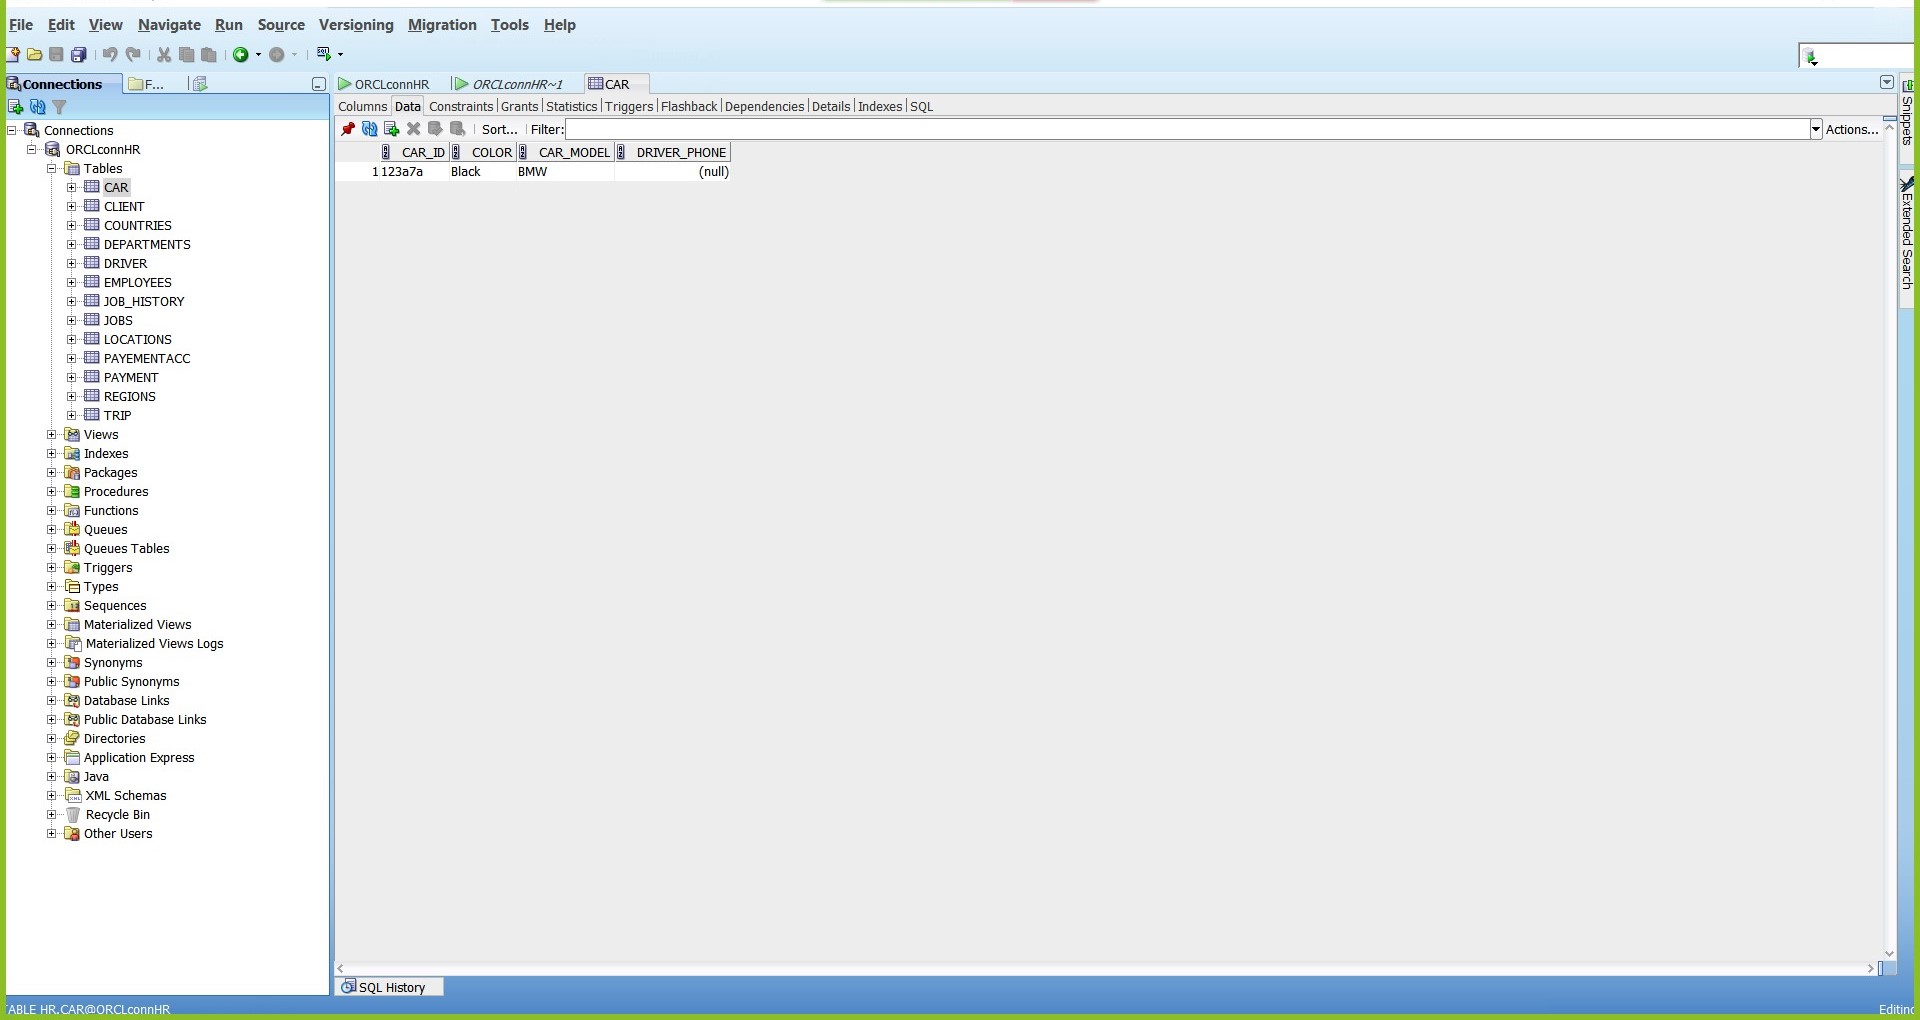 File Edit View Navigate Run Source Versioning Migration Tools Help
Connections F...
ORCLconnHR ORCLconnHR~1 CAR
Columns Data Constraints Grants Statistics Triggers Flashback Dependencies Details Indexes SQL
Sort... Filter: Actions...
CAR_ID COLOR CAR_MODEL DRIVER_PHONE
1 123a7a Black BMW (null)
Connections
ORCLconnHR
Tables
CAR
CLIENT
COUNTRIES
DEPARTMENTS
DRIVER
EMPLOYEES
JOB_HISTORY
JOBS
LOCATIONS
PAYEMENTACC
PAYMENT
REGIONS
TRIP
Views
Indexes
Packages
Procedures
Functions
Queues
Queues Tables
Triggers
Types
Sequences
Materialized Views
Materialized Views Logs
Synonyms
Public Synonyms
Database Links
Public Database Links
Directories
Application Express
Java
XML Schemas
Recycle Bin
Other Users
Snippets
Extended Search
SQL History
TABLE HR.CAR@ORCLconnHR
Editing